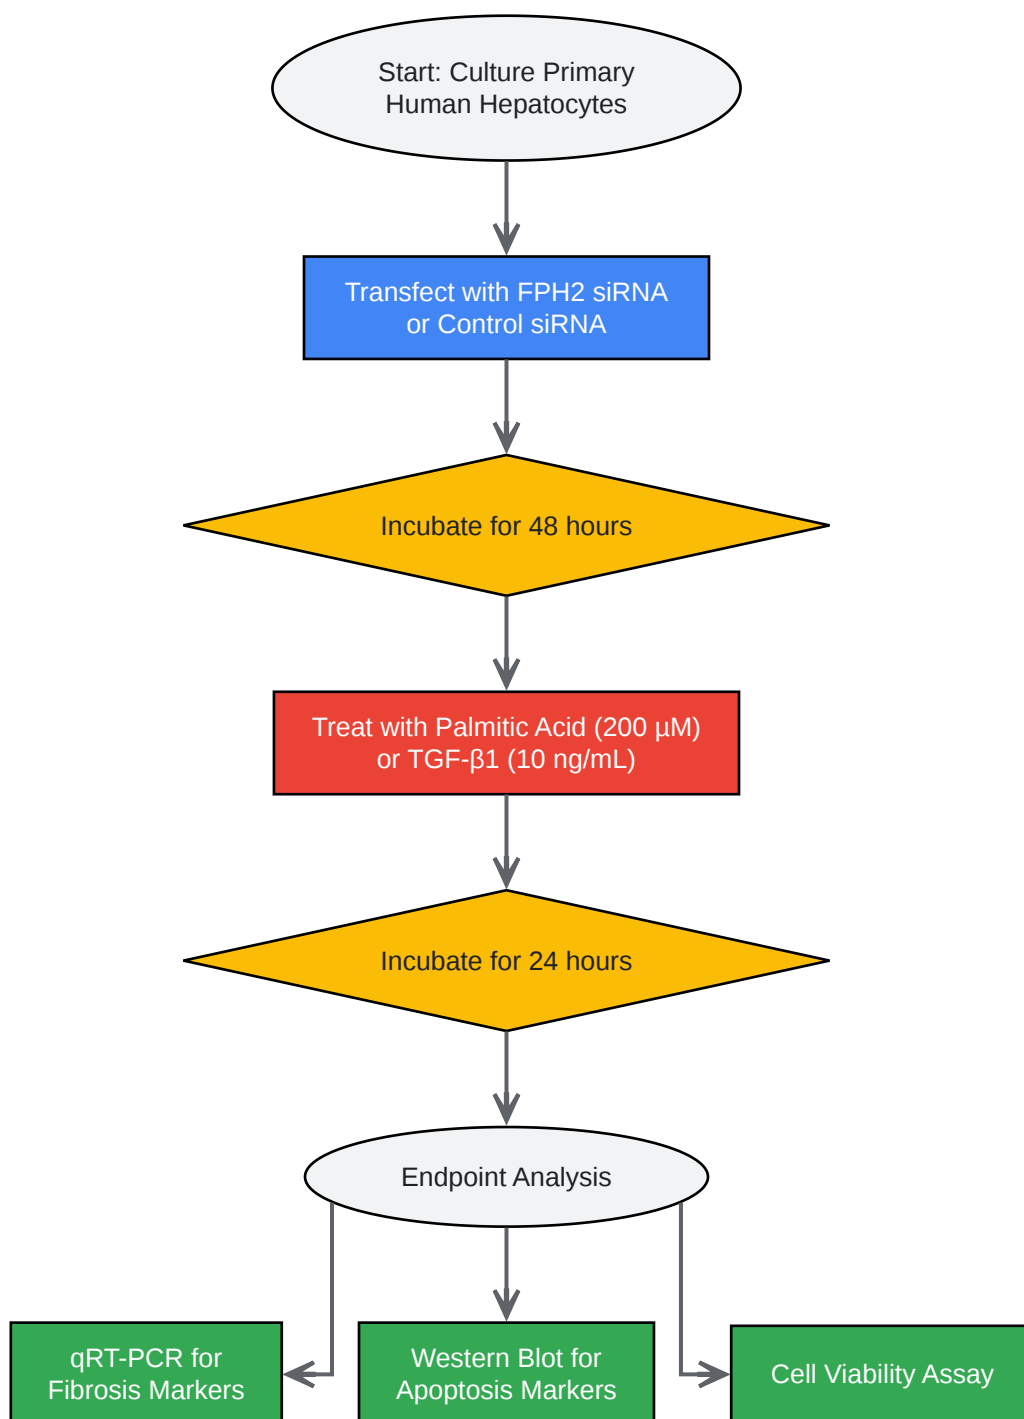 Start: Culture Primary
Human Hepatocytes
Transfect with FPH2 siRNA
or Control siRNA
Incubate for 48 hours
Treat with Palmitic Acid (200 µM)
or TGF-β1 (10 ng/mL)
Incubate for 24 hours
Endpoint Analysis
qRT-PCR for
Fibrosis Markers
Western Blot for
Apoptosis Markers
Cell Viability Assay